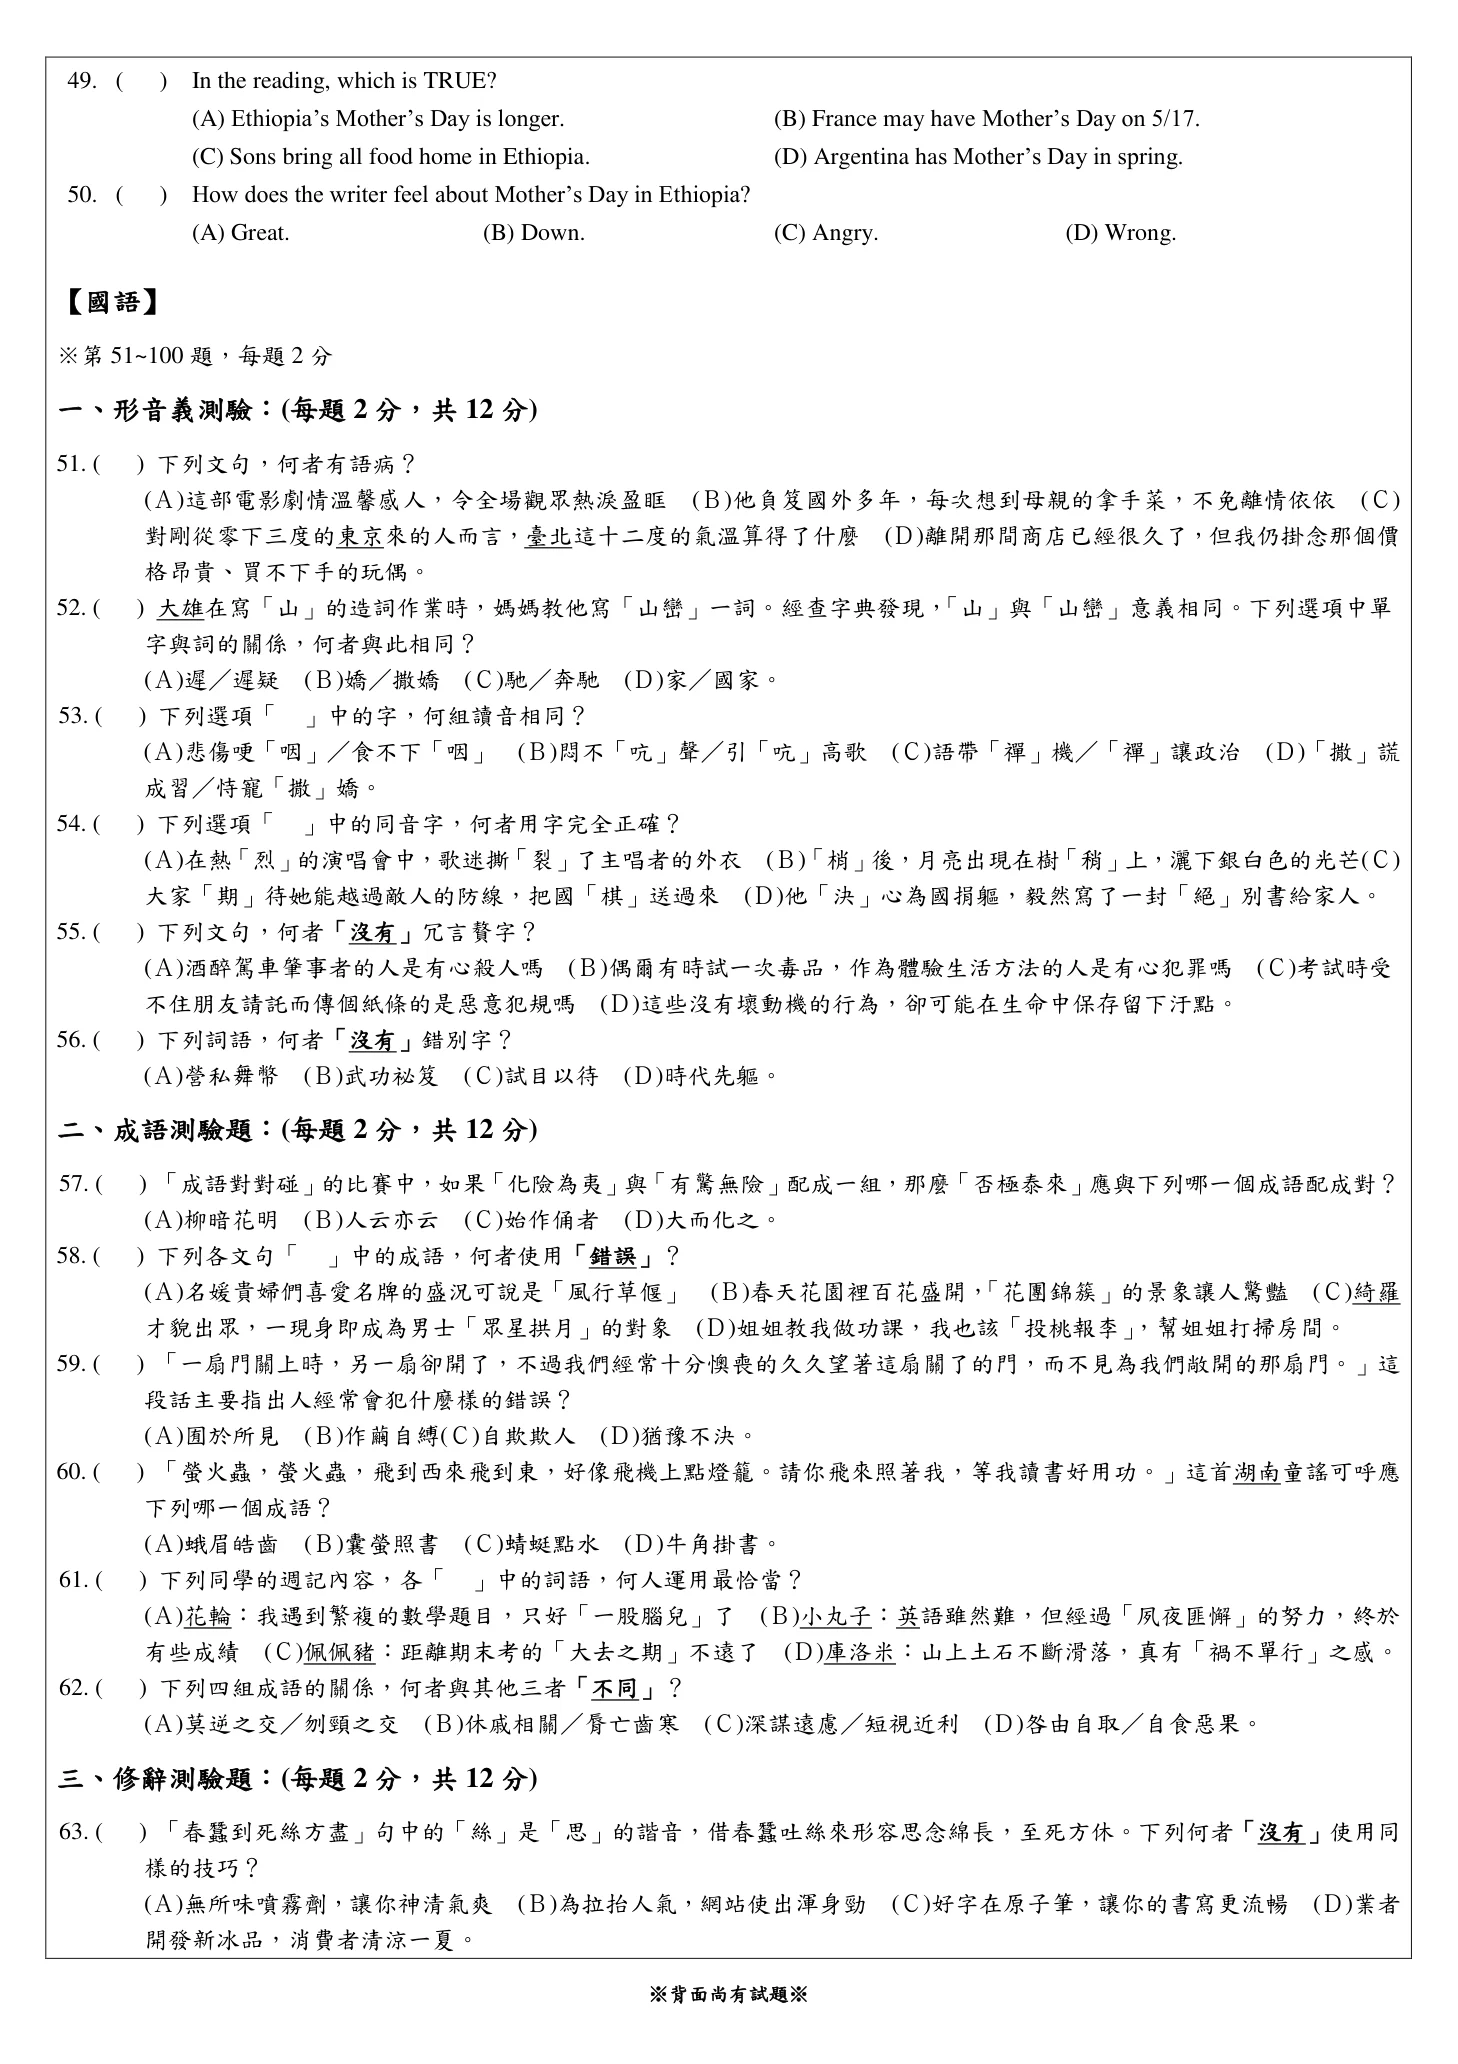 49. ( ) In the reading, which is TRUE?
(A) Ethiopia’s Mother’s Day is longer. (B) France may have Mother’s Day on 5/17.
(C) Sons bring all food home in Ethiopia. (D) Argentina has Mother’s Day in spring.
50. ( ) How does the writer feel about Mother’s Day in Ethiopia?
(A) Great. (B) Down. (C) Angry. (D) Wrong.
【國語】
※第 51~100 題，每題 2 分
一、形音義測驗：(每題 2 分，共 12 分)
51. ( ) 下列文句，何者有語病？
(A)這部電影劇情溫馨感人，令全場觀眾熱淚盈眶 (B)他負笈國外多年，每次想到母親的拿手菜，不免離情依依 (C)
對剛從零下三度的東京來的人而言，臺北這十二度的氣溫算得了什麼 (D)離開那間商店已經很久了，但我仍掛念那個價
格昂貴、買不下手的玩偶。
52. ( ) 大雄在寫「山」的造詞作業時，媽媽教他寫「山巒」一詞。經查字典發現，「山」與「山巒」意義相同。下列選項中單
字與詞的關係，何者與此相同？
(A)遲／遲疑 (B)嬌／撒嬌 (C)馳／奔馳 (D)家／國家。
53. ( ) 下列選項「 」中的字，何組讀音相同？
(A)悲傷哽「咽」／食不下「咽」 (B)悶不「吭」聲／引「吭」高歌 (C)語帶「禪」機／「禪」讓政治 (D)「撒」謊
成習／恃寵「撒」嬌。
54. ( ) 下列選項「 」中的同音字，何者用字完全正確？
(A)在熱「烈」的演唱會中，歌迷撕「裂」了主唱者的外衣 (B)「梢」後，月亮出現在樹「稍」上，灑下銀白色的光芒(C)
大家「期」待她能越過敵人的防線，把國「棋」送過來 (D)他「決」心為國捐軀，毅然寫了一封「絕」別書給家人。
55. ( ) 下列文句，何者「沒有」冗言贅字？
(A)酒醉駕車肇事者的人是有心殺人嗎 (B)偶爾有時試一次毒品，作為體驗生活方法的人是有心犯罪嗎 (C)考試時受
不住朋友請託而傳個紙條的是惡意犯規嗎 (D)這些沒有壞動機的行為，卻可能在生命中保存留下汙點。
56. ( ) 下列詞語，何者「沒有」錯別字？
(A)營私舞幣 (B)武功祕笈 (C)試目以待 (D)時代先軀。
二、成語測驗題：(每題 2 分，共 12 分)
57. ( ) 「成語對對碰」的比賽中，如果「化險為夷」與「有驚無險」配成一組，那麼「否極泰來」應與下列哪一個成語配成對？
(A)柳暗花明 (B)人云亦云 (C)始作俑者 (D)大而化之。
58. ( ) 下列各文句「 」中的成語，何者使用「錯誤」？
(A)名媛貴婦們喜愛名牌的盛況可說是「風行草偃」 (B)春天花園裡百花盛開，「花團錦簇」的景象讓人驚豔 (C)綺羅
才貌出眾，一現身即成為男士「眾星拱月」的對象 (D)姐姐教我做功課，我也該「投桃報李」，幫姐姐打掃房間。
59. ( ) 「一扇門關上時，另一扇卻開了，不過我們經常十分懊喪的久久望著這扇關了的門，而不見為我們敞開的那扇門。」這
段話主要指出人經常會犯什麼樣的錯誤？
(A)囿於所見 (B)作繭自縛(C)自欺欺人 (D)猶豫不決。
60. ( ) 「螢火蟲，螢火蟲，飛到西來飛到東，好像飛機上點燈籠。請你飛來照著我，等我讀書好用功。」這首湖南童謠可呼應
下列哪一個成語？
(A)蛾眉皓齒 (B)囊螢照書 (C)蜻蜓點水 (D)牛角掛書。
61. ( ) 下列同學的週記內容，各「 」中的詞語，何人運用最恰當？
(A)花輪：我遇到繁複的數學題目，只好「一股腦兒」了 (B)小丸子：英語雖然難，但經過「夙夜匪懈」的努力，終於
有些成績 (C)佩佩豬：距離期末考的「大去之期」不遠了 (D)庫洛米：山上土石不斷滑落，真有「禍不單行」之感。
62. ( ) 下列四組成語的關係，何者與其他三者「不同」？
(A)莫逆之交／刎頸之交 (B)休戚相關／脣亡齒寒 (C)深謀遠慮／短視近利 (D)咎由自取／自食惡果。
三、修辭測驗題：(每題 2 分，共 12 分)
63. ( ) 「春蠶到死絲方盡」句中的「絲」是「思」的諧音，借春蠶吐絲來形容思念綿長，至死方休。下列何者「沒有」使用同
樣的技巧？
(A)無所味噴霧劑，讓你神清氣爽 (B)為拉抬人氣，網站使出渾身勁 (C)好字在原子筆，讓你的書寫更流暢 (D)業者
開發新冰品，消費者清涼一夏。
※背面尚有試題※